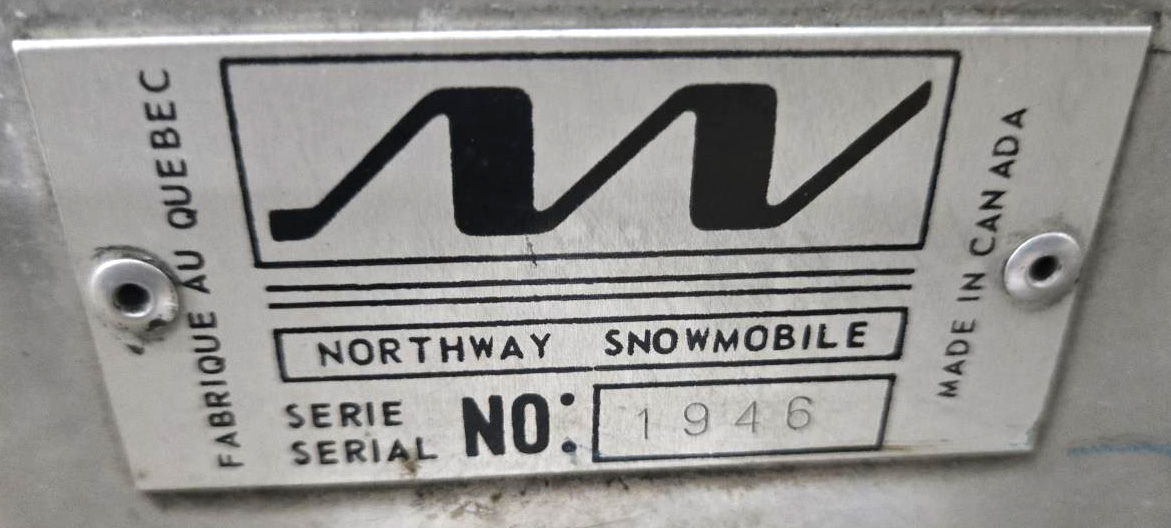 FABRIQUE AU QUEBEC
NORTHWAY SNOWMOBILE
SERIE
SERIAL NO: 1946
MADE IN CANADA